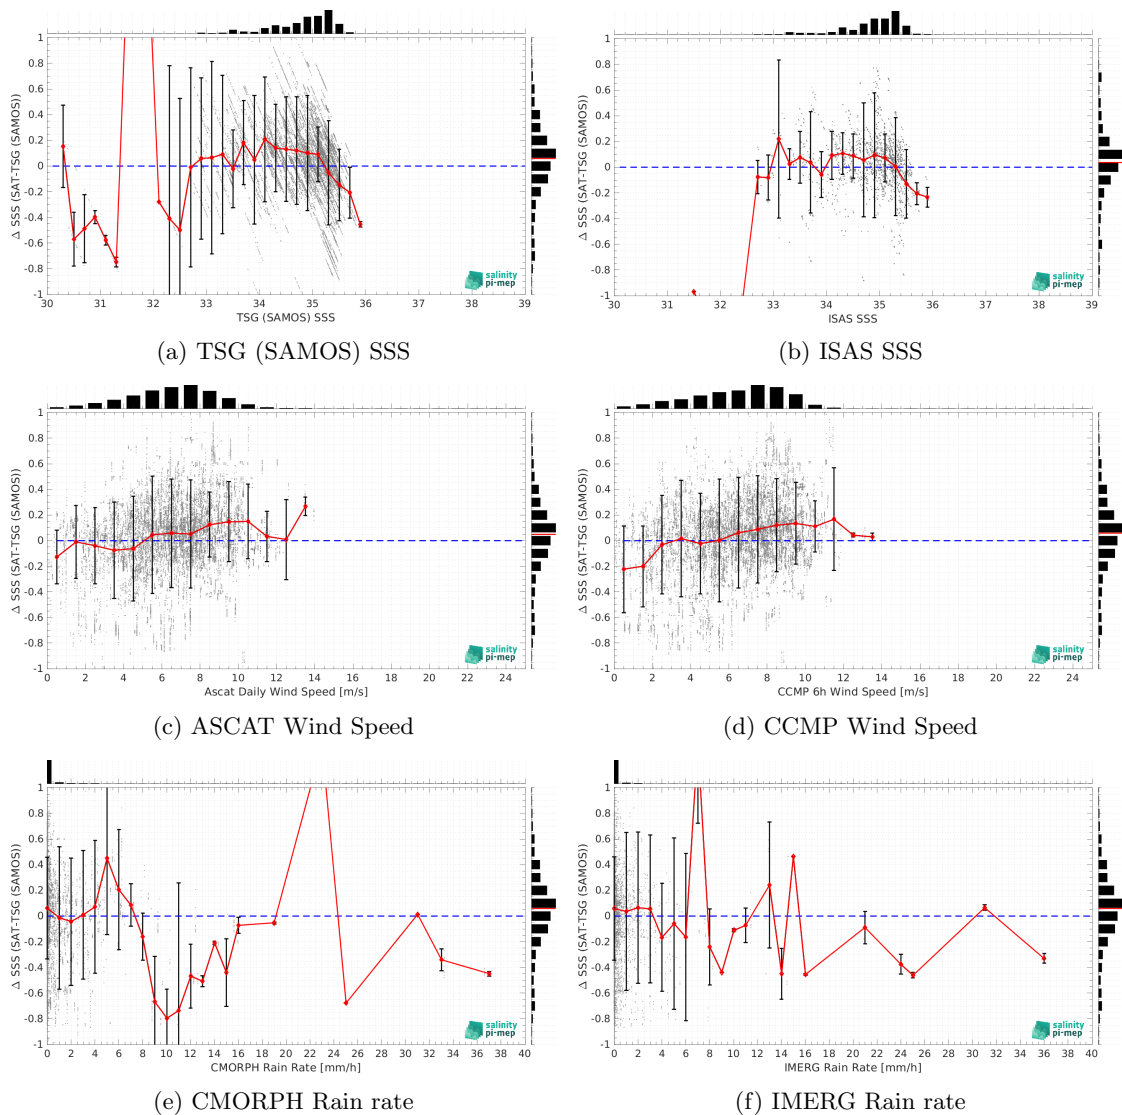 1
0.8
0.6
0.4
0.2
0
-0.2
-0.4
-0.6
-0.8
-1
Δ SSS (SAT-TSG (SAMOS))
30 31 32 33 34 35 36 37 38 39
TSG (SAMOS) SSS
salinity
pi-mep
(a) TSG (SAMOS) SSS
1
0.8
0.6
0.4
0.2
0
-0.2
-0.4
-0.6
-0.8
-1
Δ SSS (SAT-TSG (SAMOS))
30 31 32 33 34 35 36 37 38 39
ISAS SSS
salinity
pi-mep
(b) ISAS SSS
1
0.8
0.6
0.4
0.2
0
-0.2
-0.4
-0.6
-0.8
-1
Δ SSS (SAT-TSG (SAMOS))
0 2 4 6 8 10 12 14 16 18 20 22 24
Ascat Daily Wind Speed [m/s]
salinity
pi-mep
(c) ASCAT Wind Speed
1
0.8
0.6
0.4
0.2
0
-0.2
-0.4
-0.6
-0.8
-1
Δ SSS (SAT-TSG (SAMOS))
0 2 4 6 8 10 12 14 16 18 20 22 24
CCMP 6h Wind Speed [m/s]
salinity
pi-mep
(d) CCMP Wind Speed
1
0.8
0.6
0.4
0.2
0
-0.2
-0.4
-0.6
-0.8
-1
Δ SSS (SAT-TSG (SAMOS))
0 2 4 6 8 10 12 14 16 18 20 22 24 26 28 30 32 34 36 38 40
CMORPH Rain Rate [mm/h]
salinity
pi-mep
(e) CMORPH Rain rate
1
0.8
0.6
0.4
0.2
0
-0.2
-0.4
-0.6
-0.8
-1
Δ SSS (SAT-TSG (SAMOS))
0 2 4 6 8 10 12 14 16 18 20 22 24 26 28 30 32 34 36 38 40
IMERG Rain Rate [mm/h]
salinity
pi-mep
(f) IMERG Rain rate